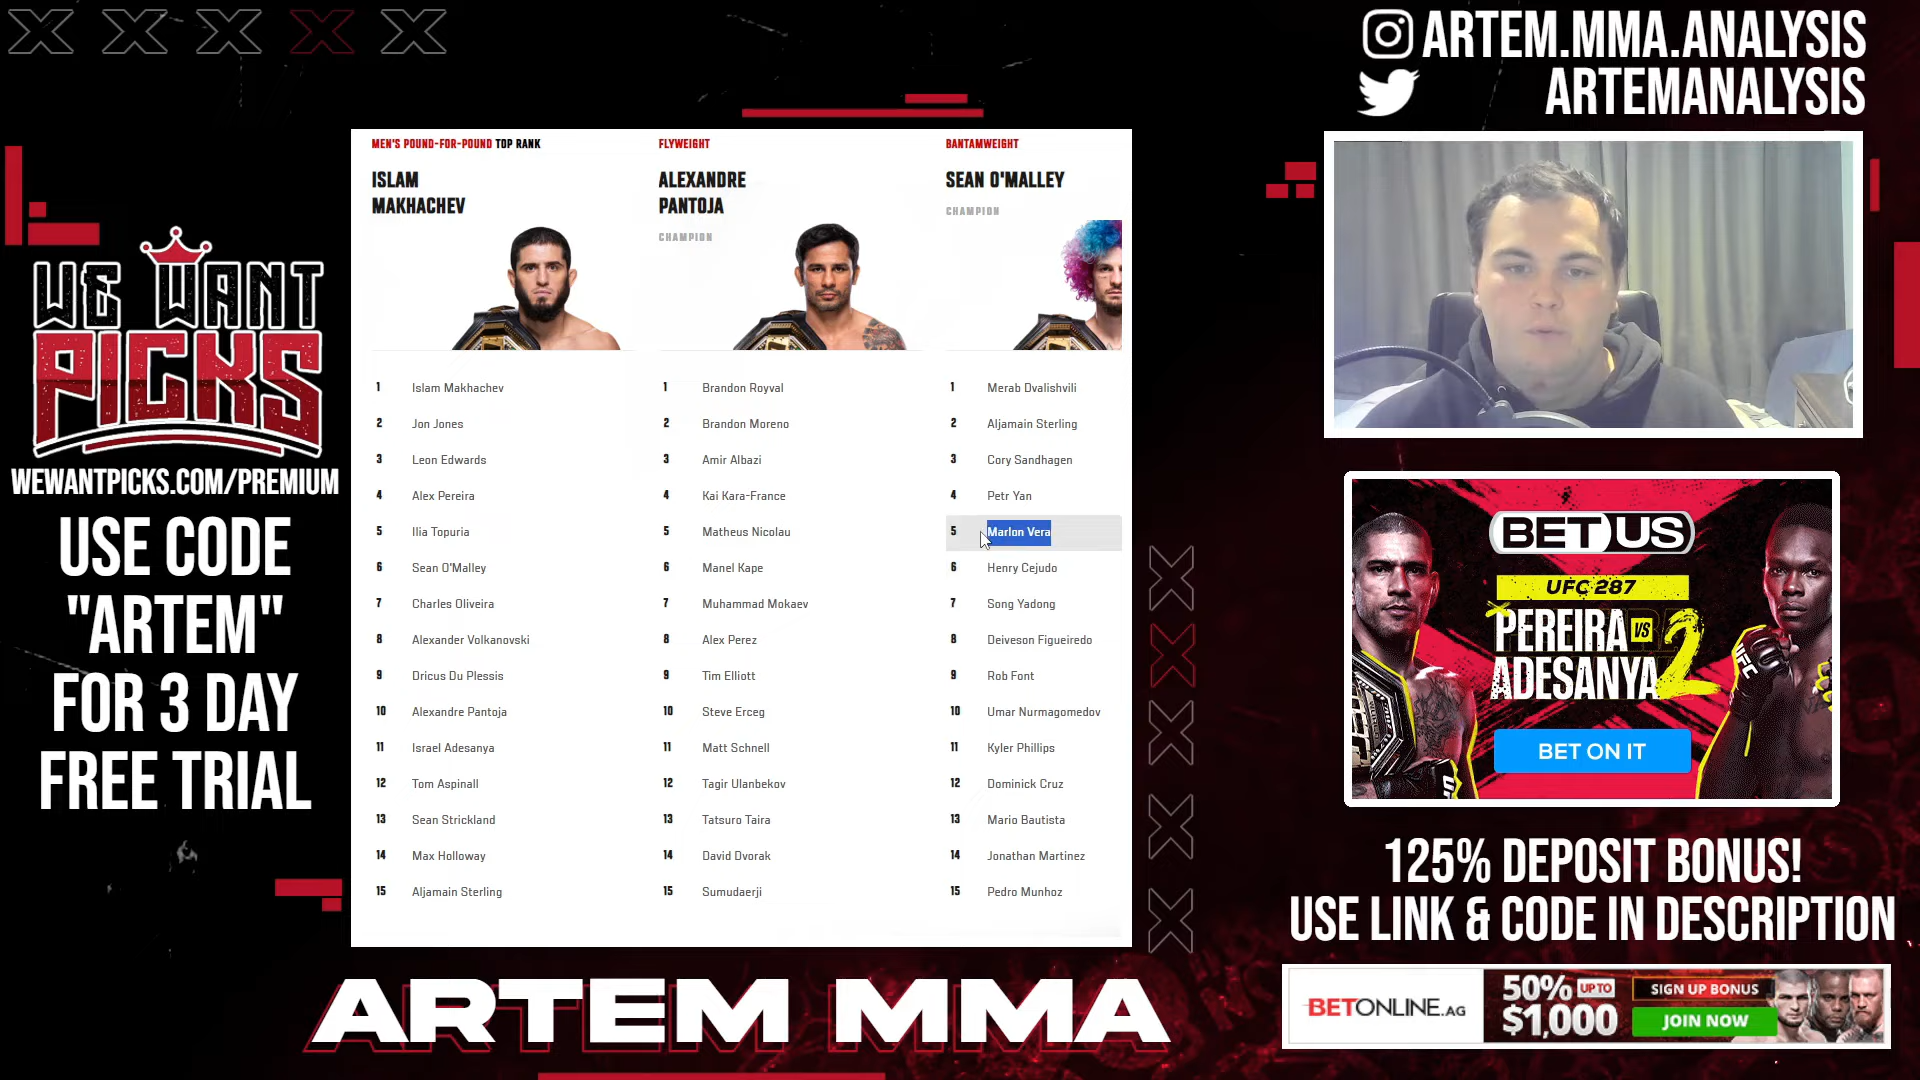 ARTEM.MMA.ANALYSIS
ARTEMANALYSIS
WE WANT
PICKS
WEWANTPICKS.COM/PREMIUM
USE CODE
"ARTEM"
FOR 3 DAY
FREE TRIAL
MEN'S POUND-FOR-POUND TOP RANK
ISLAM
MAKHACHEV
1 Islam Makhachev
2 Jon Jones
3 Leon Edwards
4 Alex Pereira
5 Ilia Topuria
6 Sean O'Malley
7 Charles Oliveira
8 Alexander Volkanovski
9 Dricus Du Plessis
10 Alexandre Pantoja
11 Israel Adesanya
12 Tom Aspinall
13 Sean Strickland
14 Max Holloway
15 Aljamain Sterling
FLYWEIGHT
ALEXANDRE
PANTOJA
CHAMPION
1 Brandon Royval
2 Brandon Moreno
3 Amir Albazi
4 Kai Kara-France
5 Matheus Nicolau
6 Manel Kape
7 Muhammad Mokaev
8 Alex Perez
9 Tim Elliott
10 Steve Erceg
11 Matt Schnell
12 Tagir Ulanbekov
13 Tatsuro Taira
14 David Dvorak
15 Sumudaerji
BANTAMWEIGHT
SEAN O'MALLEY
CHAMPION
1 Merab Dvalishvili
2 Aljamain Sterling
3 Cory Sandhagen
4 Petr Yan
5 Marlon Vera
6 Henry Cejudo
7 Song Yadong
8 Deiveson Figueiredo
9 Rob Font
10 Umar Nurmagomedov
11 Kyler Phillips
12 Dominick Cruz
13 Mario Bautista
14 Jonathan Martinez
15 Pedro Munhoz
BETUS
UFC 287
PEREIRA VS
ADESANYA 2
UFC
BET ON IT
125% DEPOSIT BONUS!
USE LINK & CODE IN DESCRIPTION
BETONLINE.AG
50% UP TO
$1,000
SIGN UP BONUS
JOIN NOW
ARTEM MMA